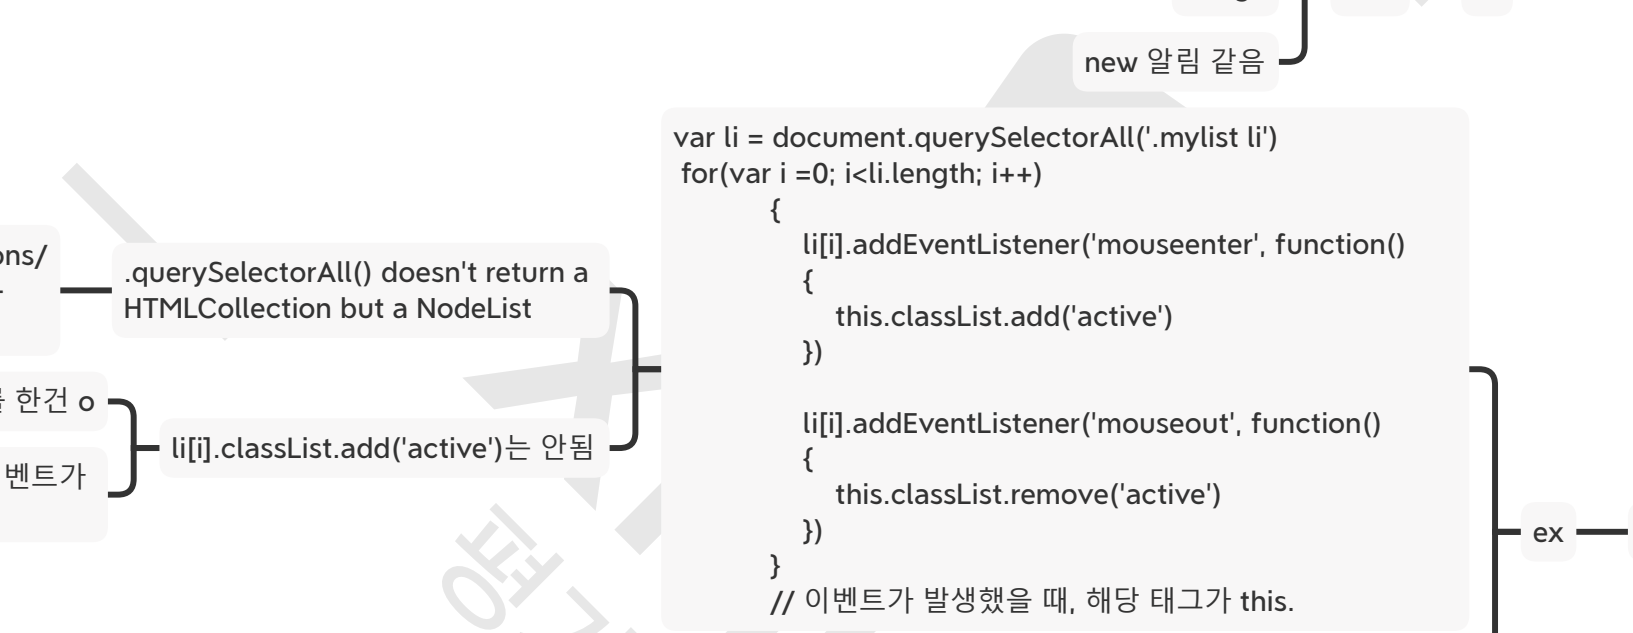 new 알림 같음
var li = document.querySelectorAll('.mylist li')
for(var i =0; i<li.length; i++)
{
li[i].addEventListener('mouseenter', function()
{
this.classList.add('active')
})
li[i].addEventListener('mouseout', function()
{
this.classList.remove('active')
})
}
// 이벤트가 발생했을 때, 해당 태그가 this.
ons/
.querySelectorAll() doesn't return a
HTMLCollection but a NodeList
한건 o
li[i].classList.add('active')는 안됨
벤트가
ex